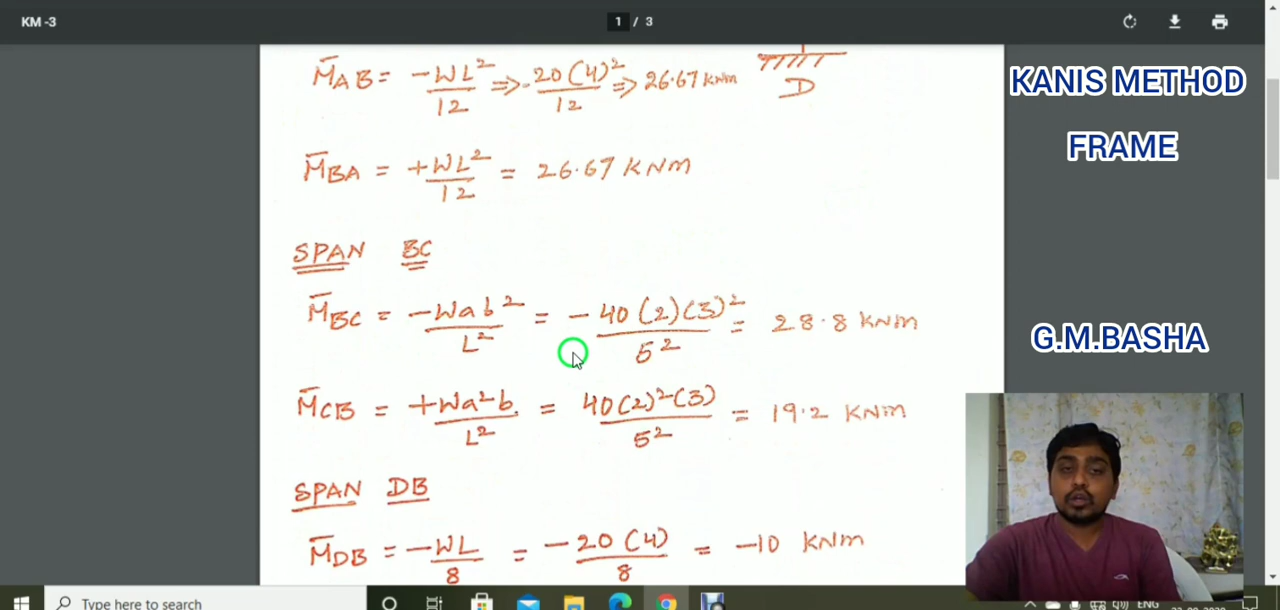 KM -3
1 / 3
M̅AB = -WL²/12 => -20(4)²/12 => 26.67 KNm
D
M̅BA = +WL²/12 = 26.67 KNm
SPAN BC
M̅BC = -Wab²/L² = -40(2)(3)²/5² = 28.8 KNm
M̅CB = +Wa²b/L² = 40(2)²(3)/5² = 19.2 KNm
SPAN DB
M̅DB = -WL/8 = -20(4)/8 = -10 KNm
KANIS METHOD
FRAME
G.M.BASHA
Type here to search
ENG